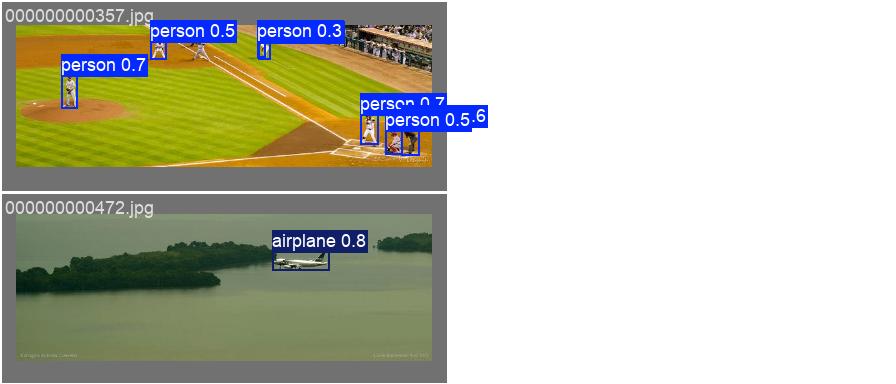 000000000357.jpg
person 0.5
person 0.3
person 0.7
person 0.7
person 0.5
.6
000000000472.jpg
airplane 0.8